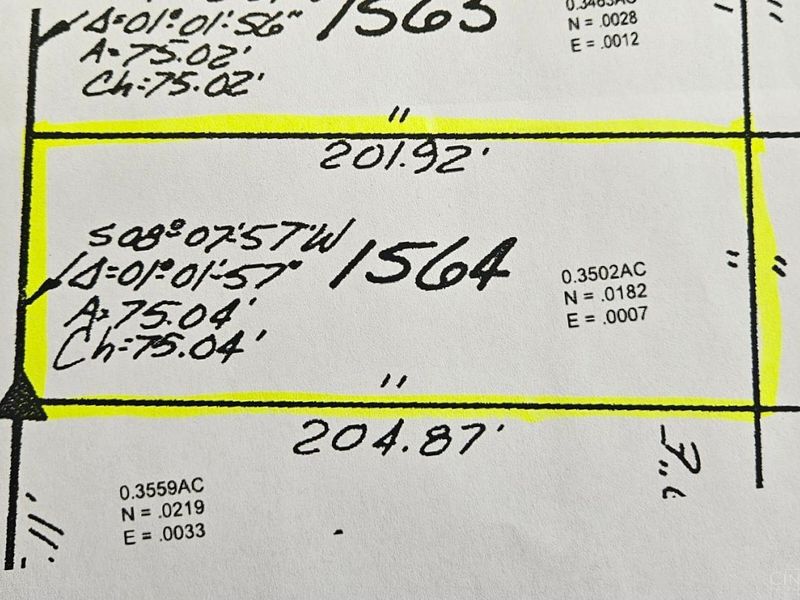 Δ=01°01'56"
A=75.02'
Ch=75.02'
1563
0.3463AC
N = .0028
E = .0012
"
201.92'
S08°07'57"W
Δ=01°01'57"
A=75.04'
Ch=75.04'
1564
0.3502AC
N = .0182
E = .0007
"
"
"
204.87'
0.3559AC
N = .0219
E = .0033